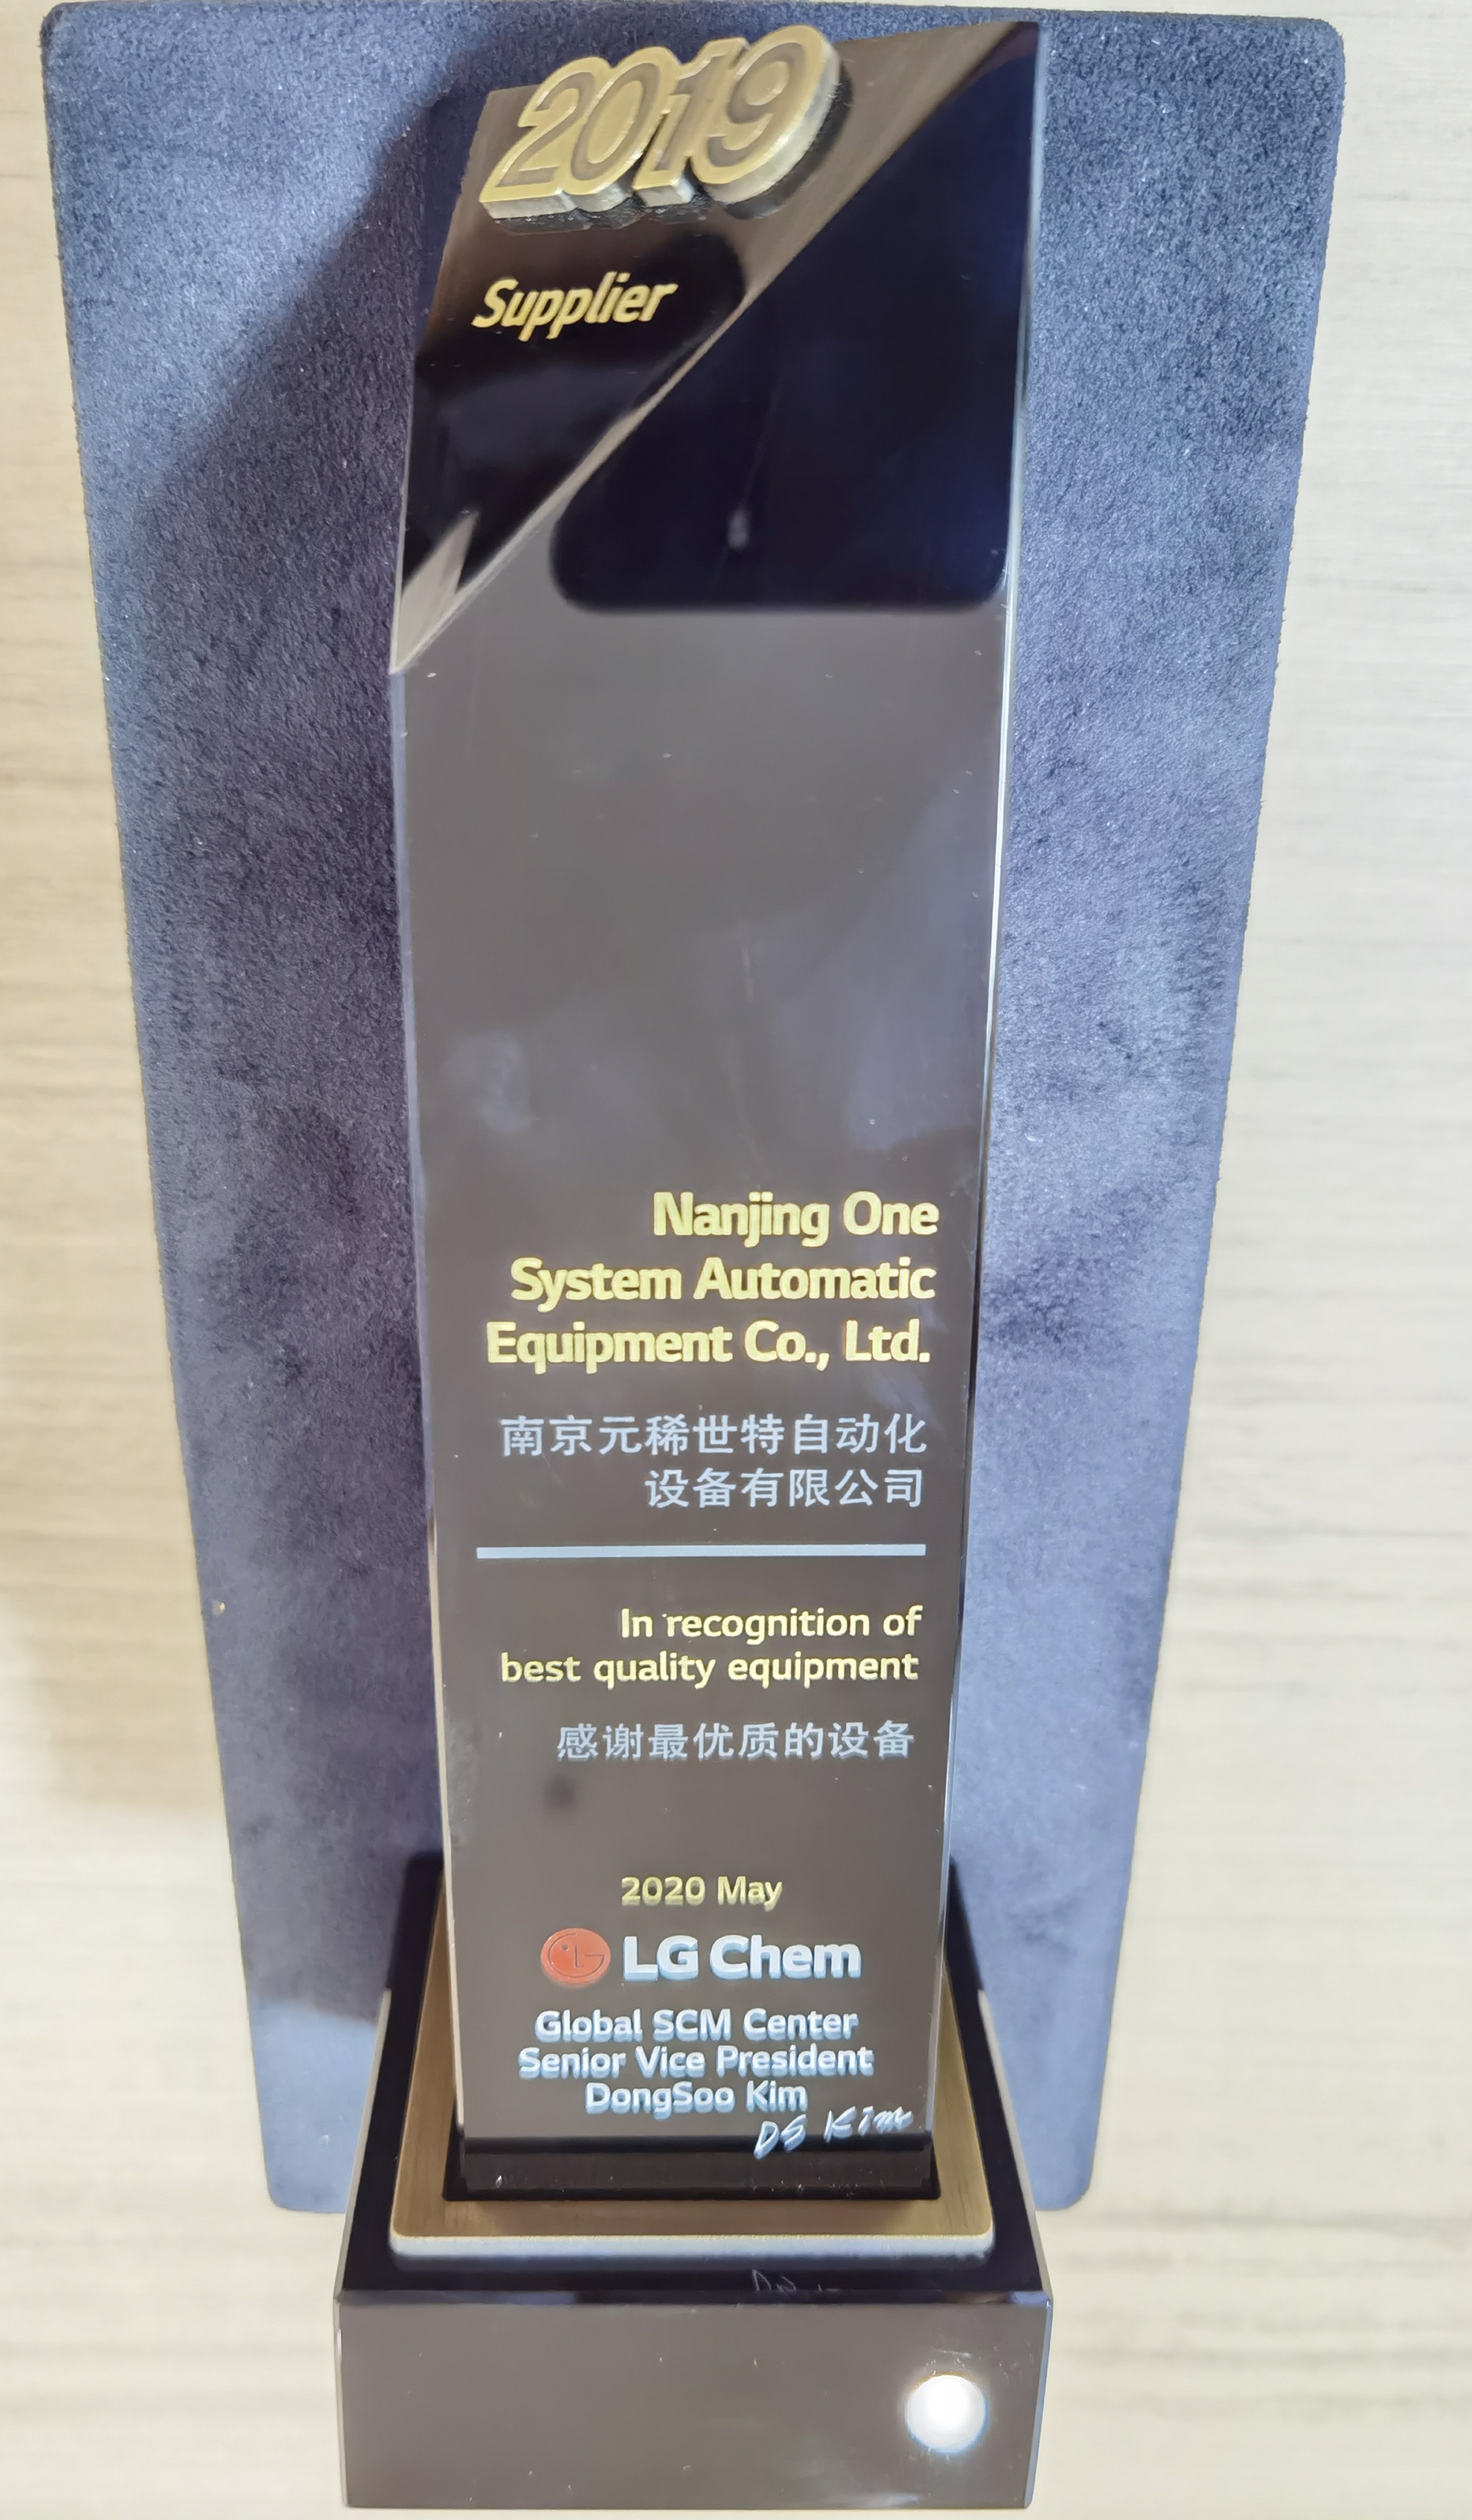 2019
Supplier
Nanjing One
System Automatic
Equipment Co., Ltd.
南京元稀世特自动化
设备有限公司
In recognition of
best quality equipment
感谢最优质的设备
2020 May
LG Chem
Global SCM Center
Senior Vice President
DongSoo Kim
DS Kim